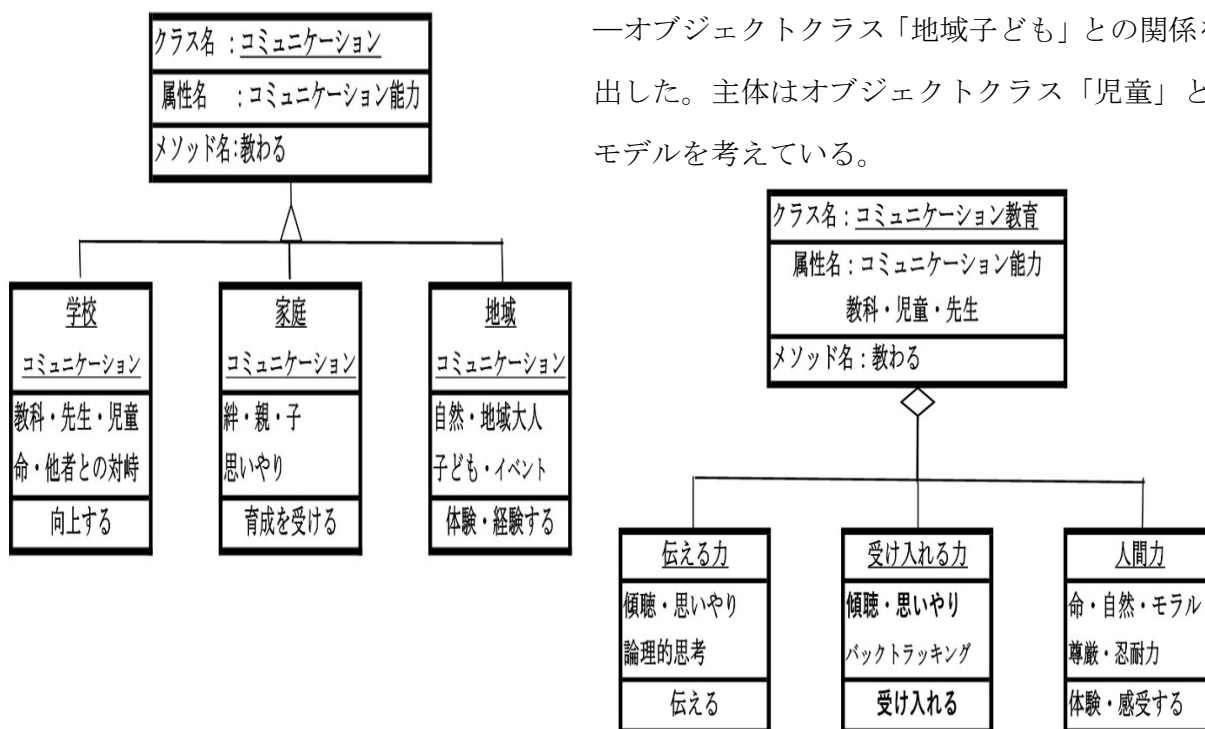 クラス名 :コミュニケーション
属性名 :コミュニケーション能力
メソッド名:教わる
学校
コミュニケーション
教科・先生・児童
命・他者との対峙
向上する
家庭
コミュニケーション
絆・親・子
思いやり
育成を受ける
地域
コミュニケーション
自然・地域大人
子ども・イベント
体験・経験する
―オブジェクトクラス「地域子ども」との関係
出した。主体はオブジェクトクラス「児童」と
モデルを考えている。
クラス名:コミュニケーション教育
属性名:コミュニケーション能力
教科・児童・先生
メソッド名:教わる
伝える力
傾聴・思いやり
論理的思考
伝える
受け入れる力
傾聴・思いやり
バックトラッキング
受け入れる
人間力
命・自然・モラル
尊厳・忍耐力
体験・感受する